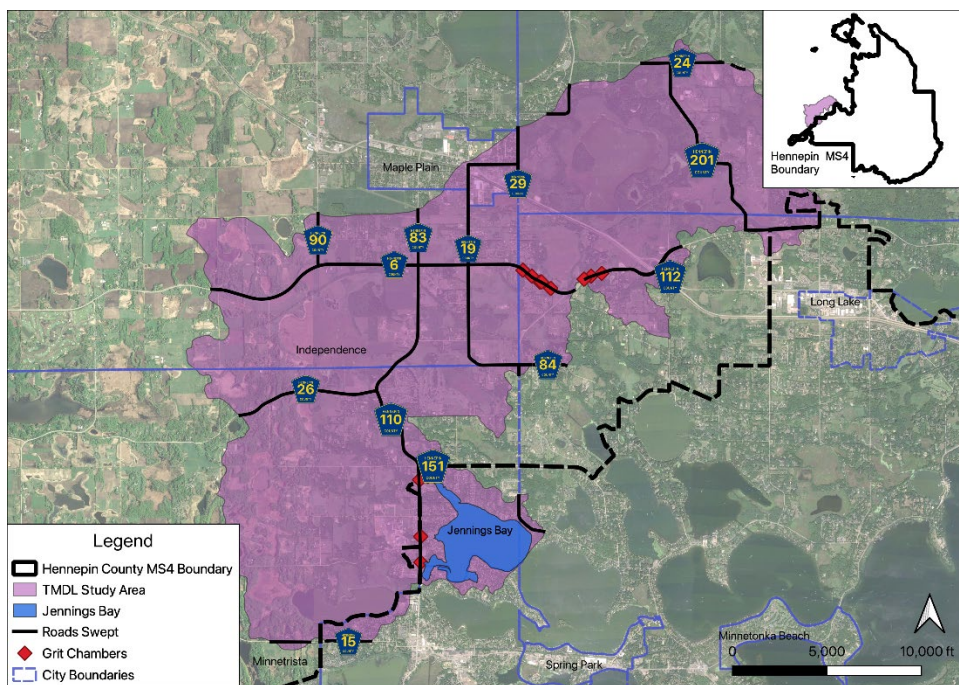 24
Hennepin MS4
Boundary
Maple Plain
201
29
90
83
19
6
112
Long Lake
Independence
84
26
110
151
Jennings Bay
Legend
Hennepin County MS4 Boundary
TMDL Study Area
Jennings Bay
Roads Swept
Grit Chambers
City Boundaries
15
Minnetrista
Spring Park
Minnetonka Beach
0 5,000 10,000 ft